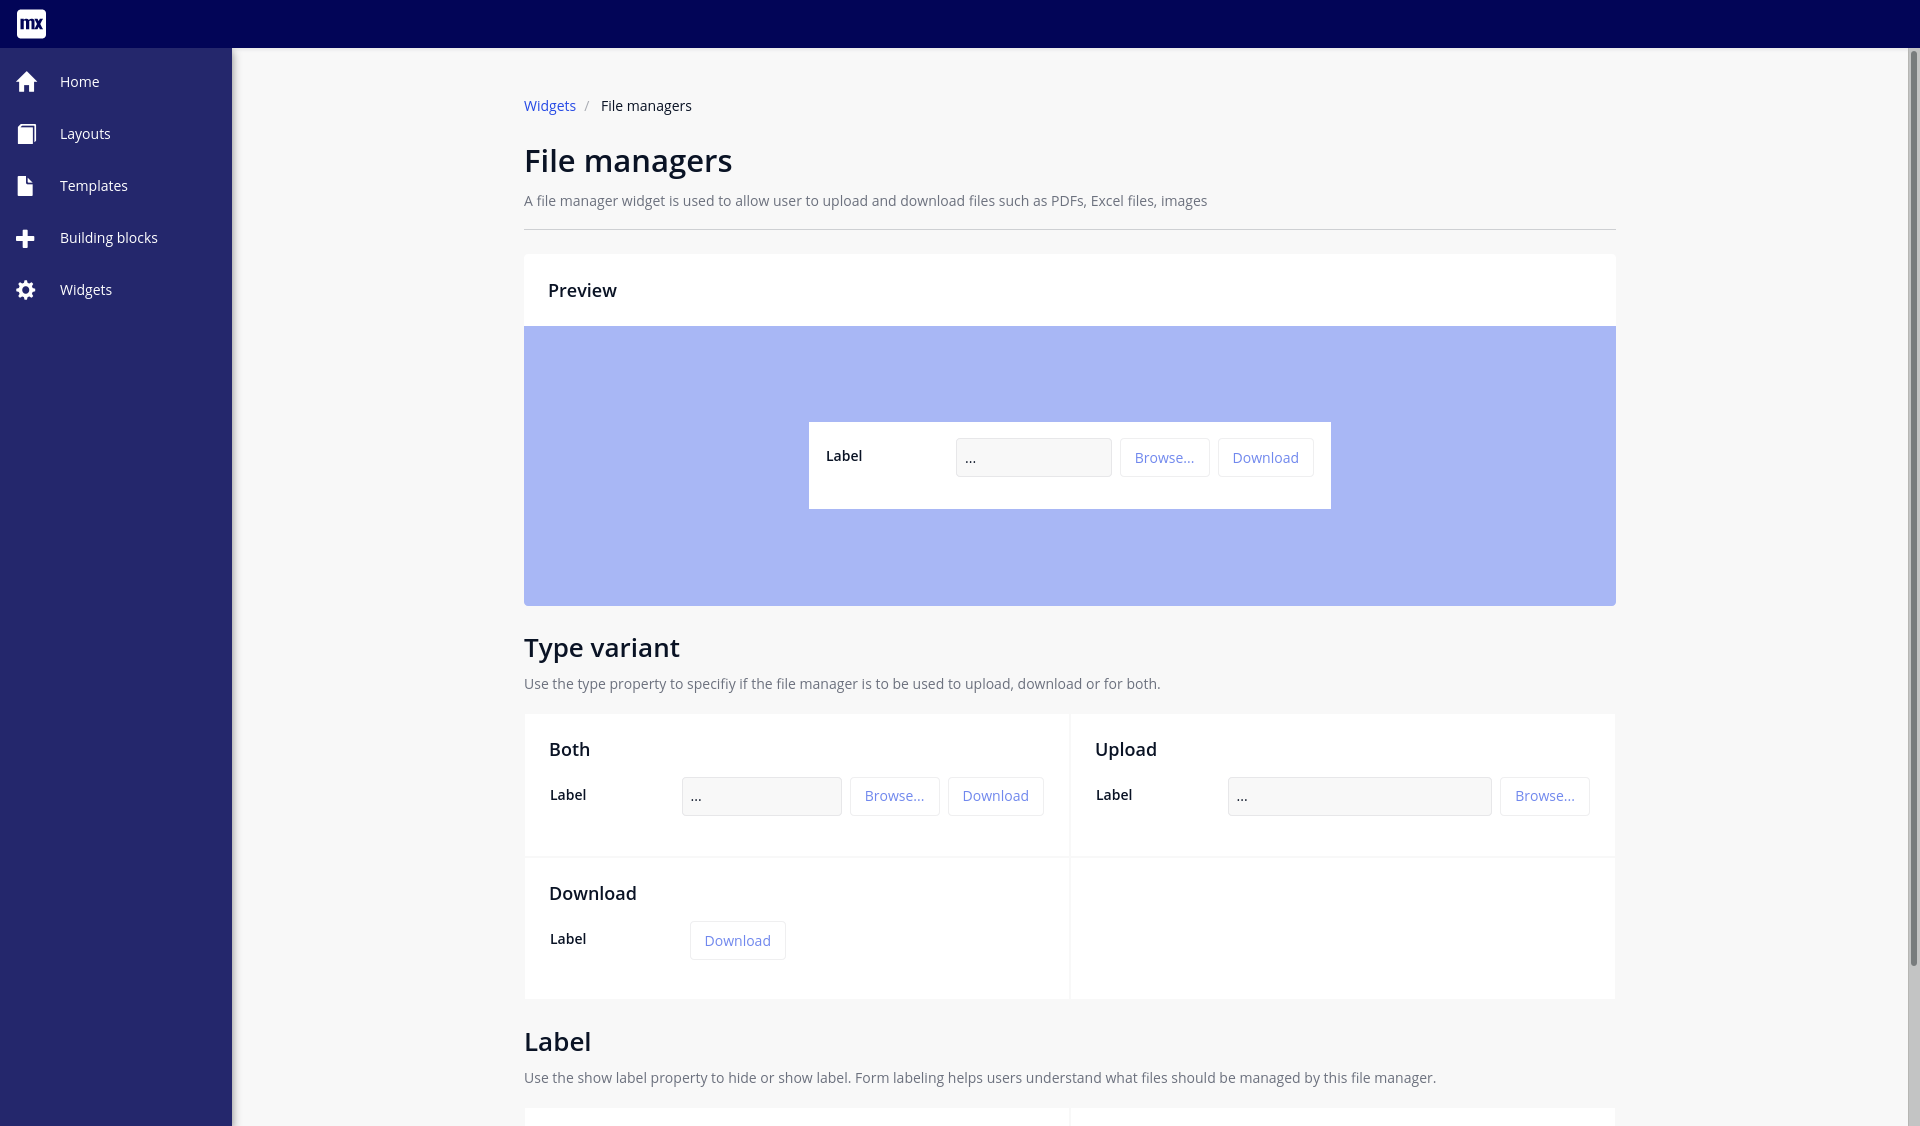 mx
Home
Layouts
Templates
Building blocks
Widgets
Widgets / File managers
File managers
A file manager widget is used to allow user to upload and download files such as PDFs, Excel files, images
Preview
Label ... Browse... Download
Type variant
Use the type property to specifiy if the file manager is to be used to upload, download or for both.
Both
Label ... Browse... Download
Upload
Label ... Browse...
Download
Label Download
Label
Use the show label property to hide or show label. Form labeling helps users understand what files should be managed by this file manager.